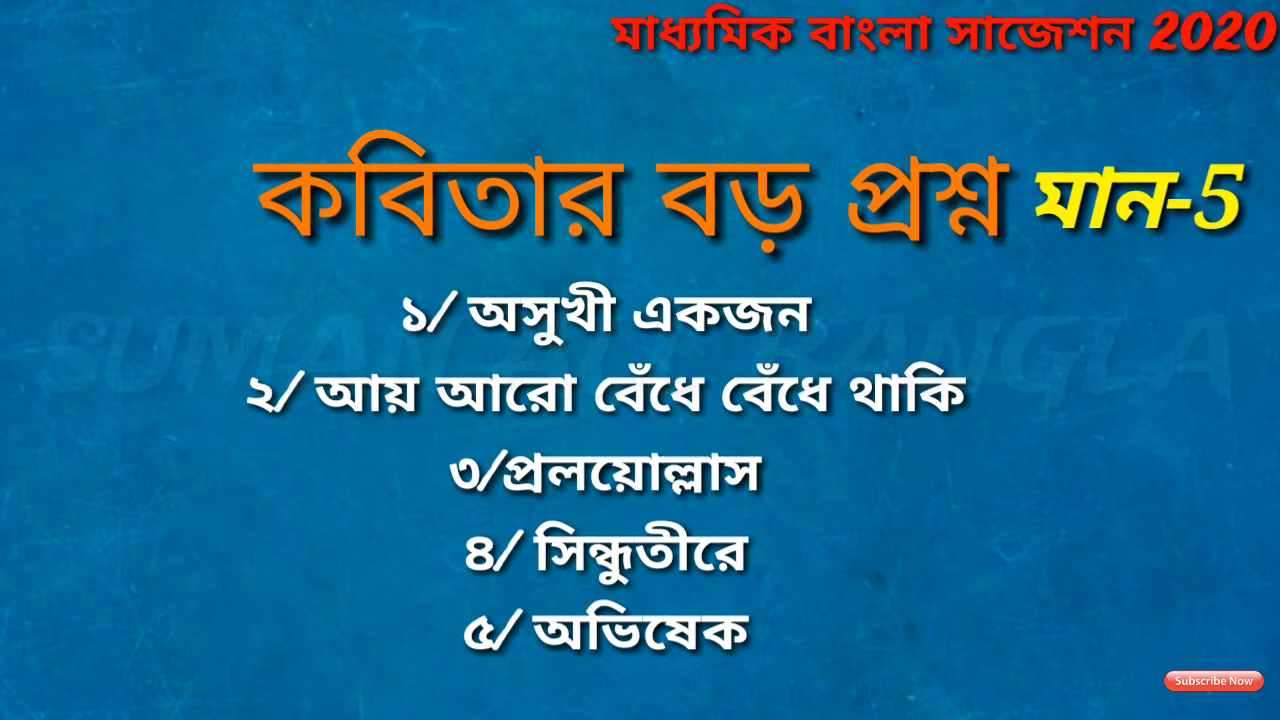 মাধ্যমিক বাংলা সাজেশন 2020
কবিতার বড় প্রশ্ন মান-5
১/ অসুখী একজন
২/ আয় আরো বেঁধে বেঁধে থাকি
৩/প্রলয়োল্লাস
৪/ সিন্ধুতীরে
৫/ অভিষেক
Subscribe Now